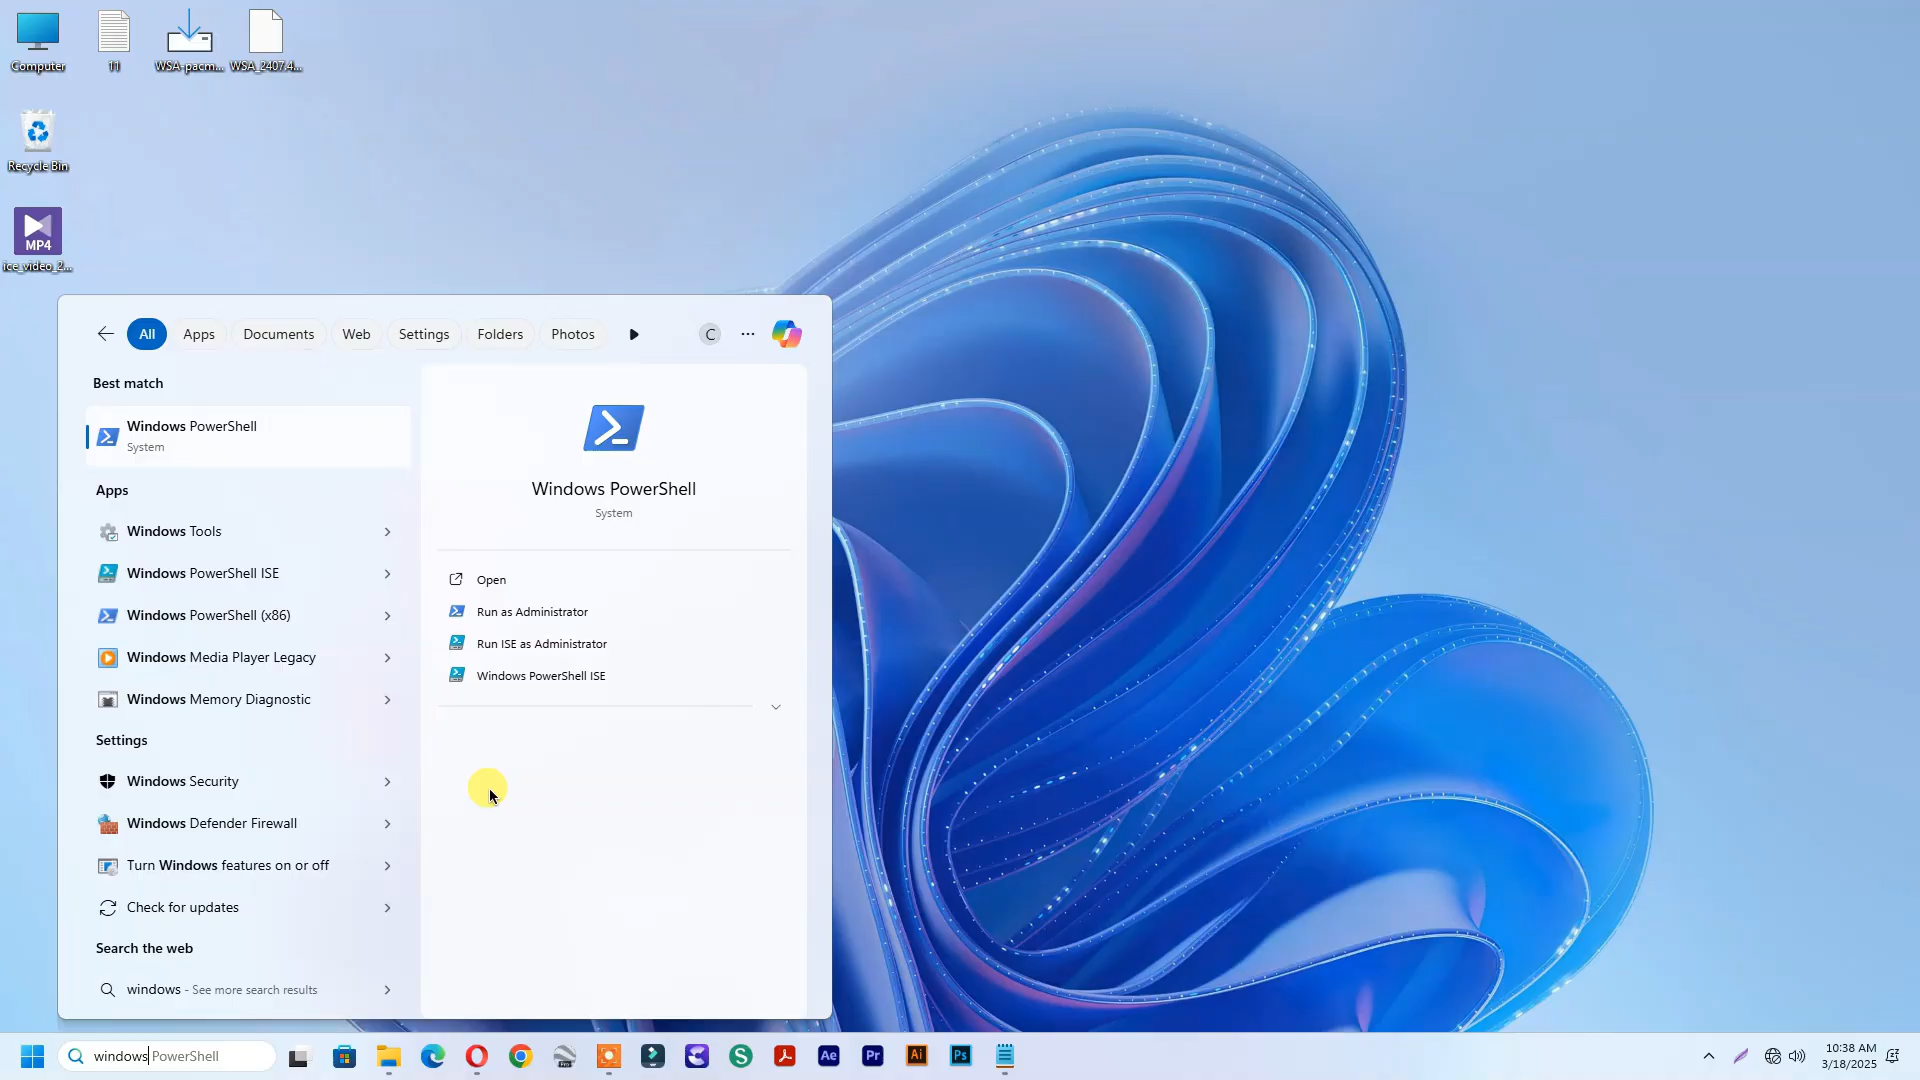 Computer
11
WSA-pacm...
WSA_2407.4...
Recycle Bin
MP4
ice_video_2...
All
Apps
Documents
Web
Settings
Folders
Photos
C
Best match
Windows PowerShell
System
Apps
Windows Tools
Windows PowerShell ISE
Windows PowerShell (x86)
Windows Media Player Legacy
Windows Memory Diagnostic
Settings
Windows Security
Windows Defender Firewall
Turn Windows features on or off
Check for updates
Search the web
windows - See more search results
Windows PowerShell
System
Open
Run as Administrator
Run ISE as Administrator
Windows PowerShell ISE
windows PowerShell
Pro
S
Ae
Pr
Ai
Ps
10:38 AM
3/18/2025